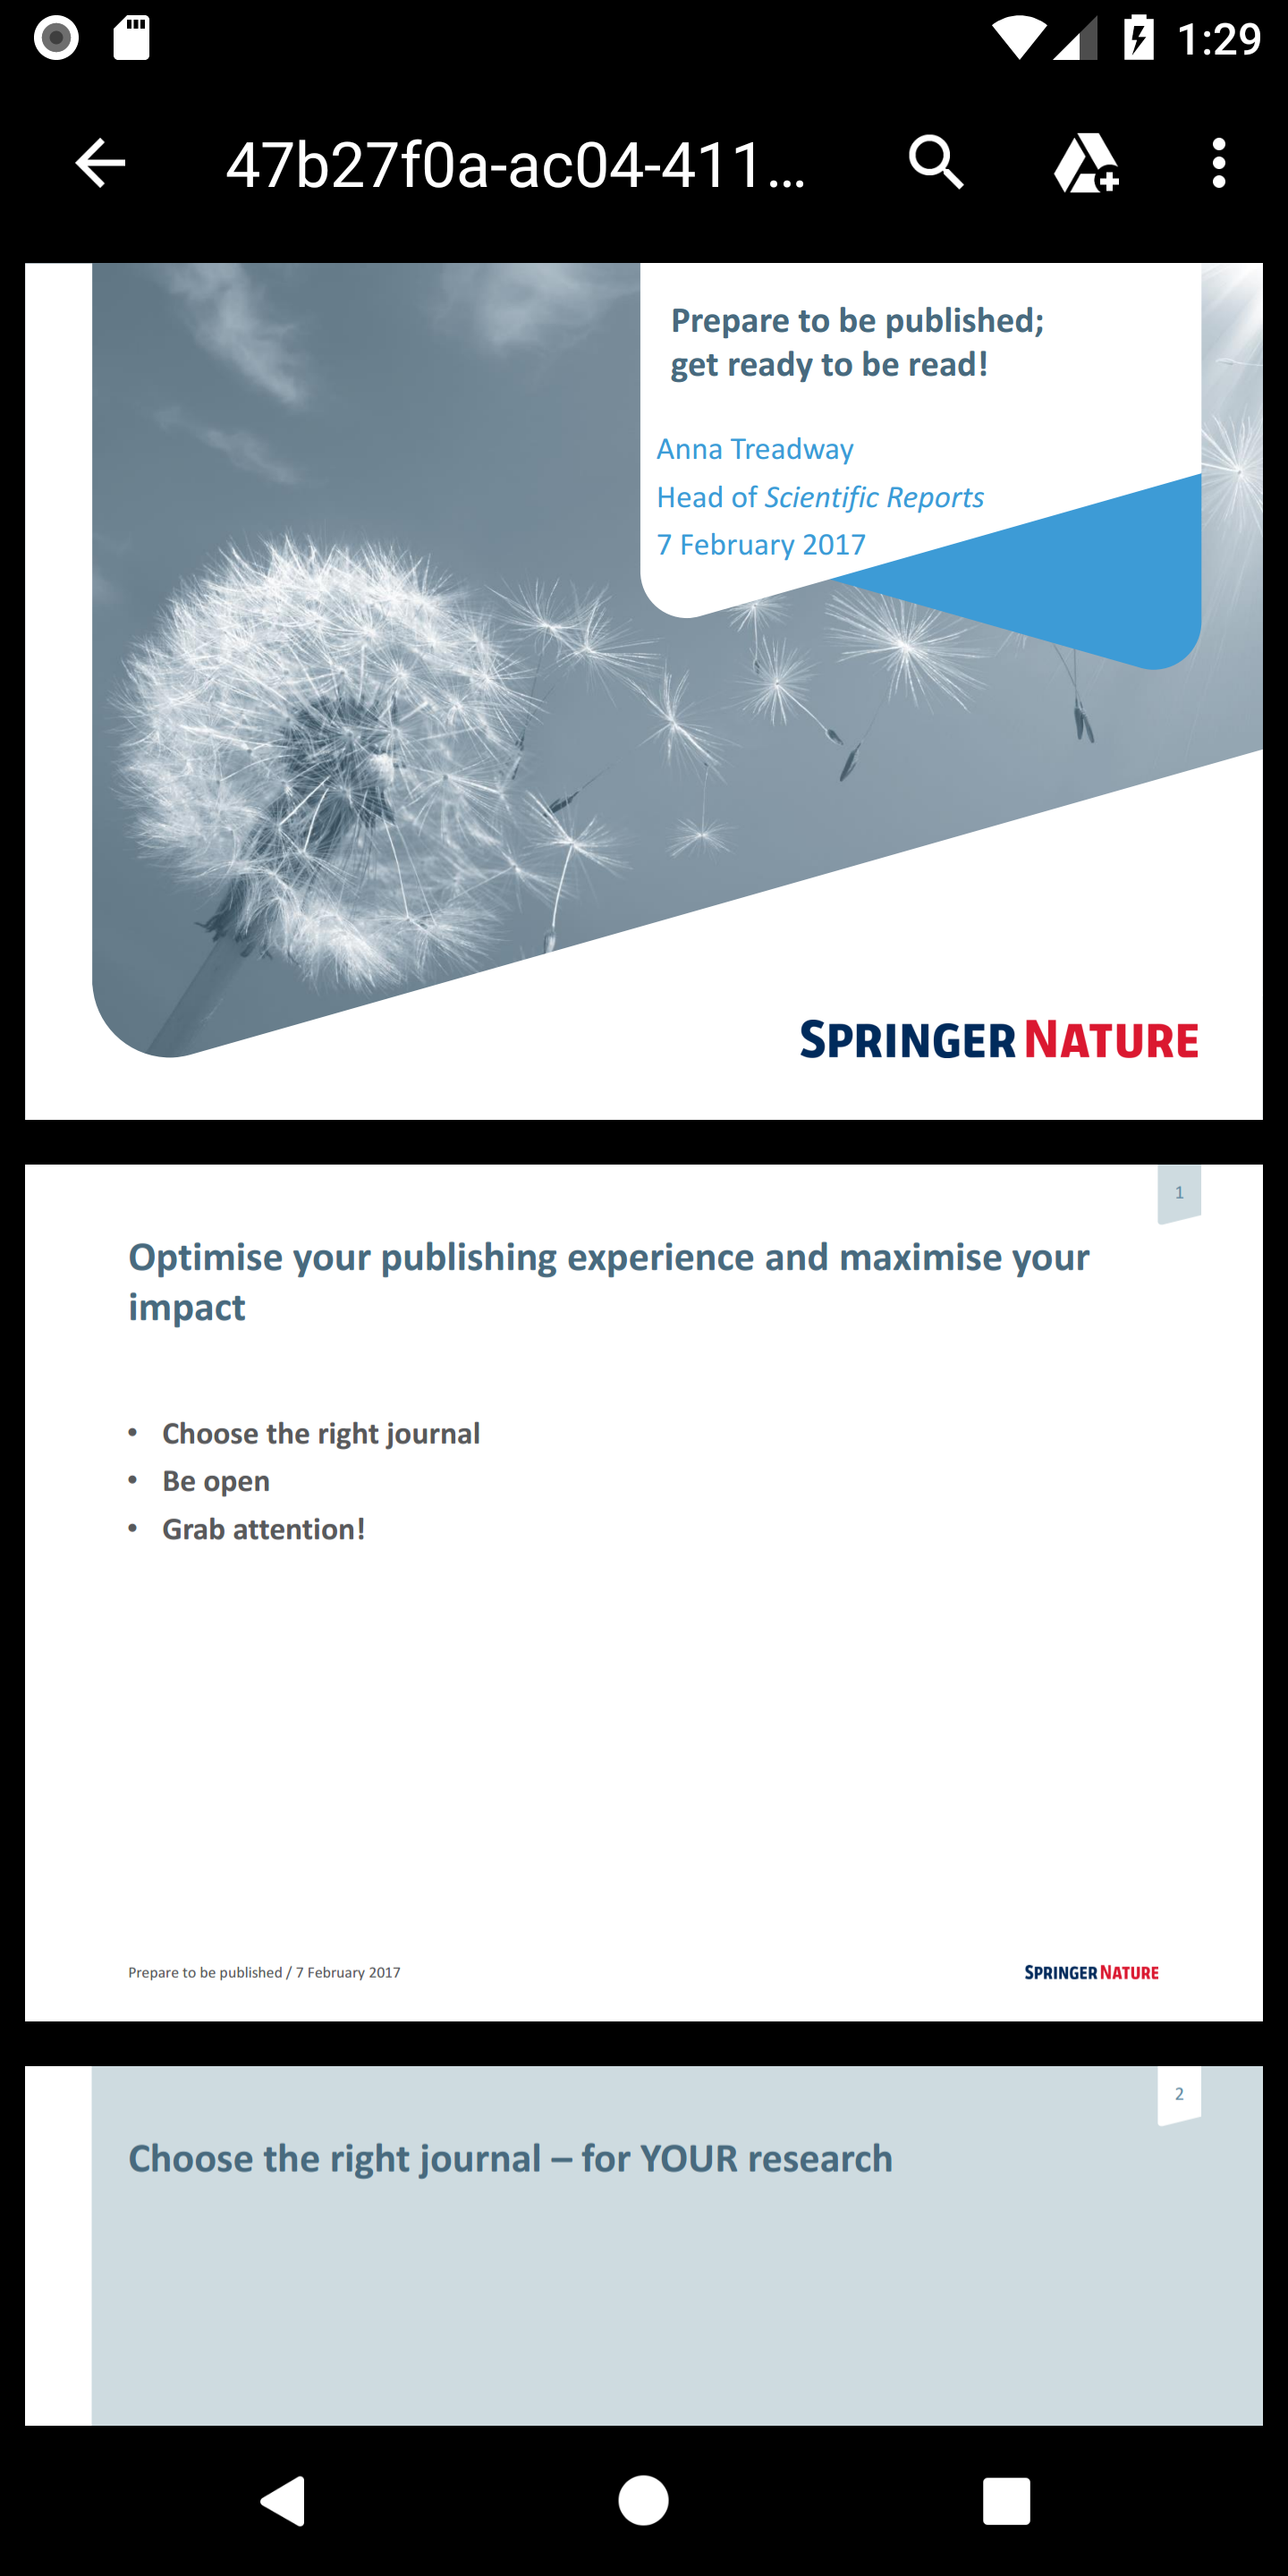 1:29
47b27f0a-ac04-411...
Prepare to be published;
get ready to be read!
Anna Treadway
Head of Scientific Reports
7 February 2017
SPRINGER NATURE
1
Optimise your publishing experience and maximise your
impact
• Choose the right journal
• Be open
• Grab attention!
Prepare to be published / 7 February 2017
SPRINGER NATURE
2
Choose the right journal – for YOUR research